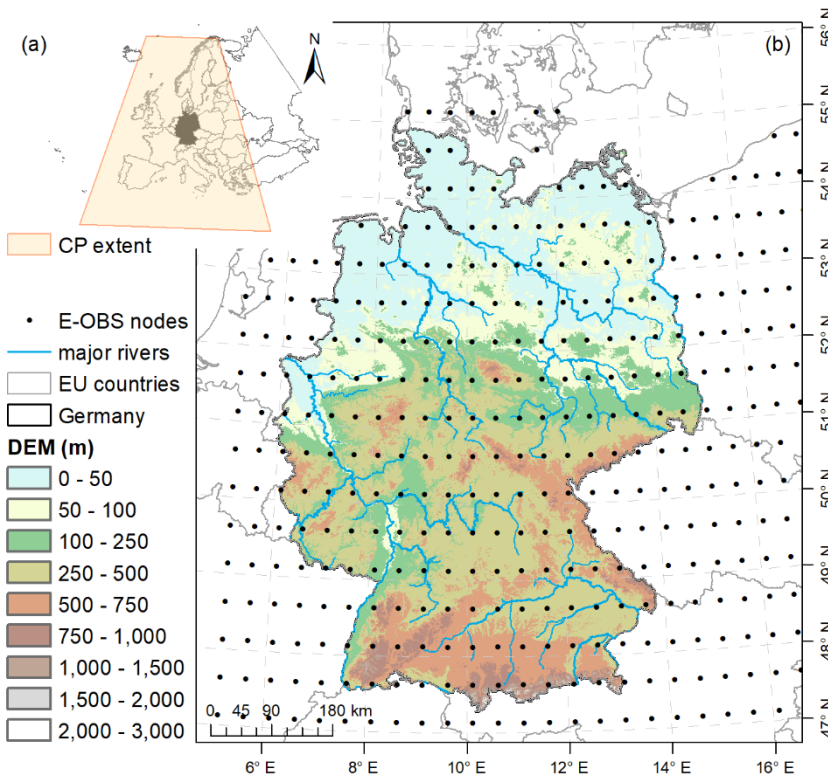 (a)
N
(b)
CP extent
E-OBS nodes
major rivers
EU countries
Germany
DEM (m)
0 - 50
50 - 100
100 - 250
250 - 500
500 - 750
750 - 1,000
1,000 - 1,500
1,500 - 2,000
2,000 - 3,000
0 45 90 180 km
6° E 8° E 10° E 12° E 14° E 16° E
56° N
55° N
54° N
53° N
52° N
51° N
50° N
49° N
48° N
47° N